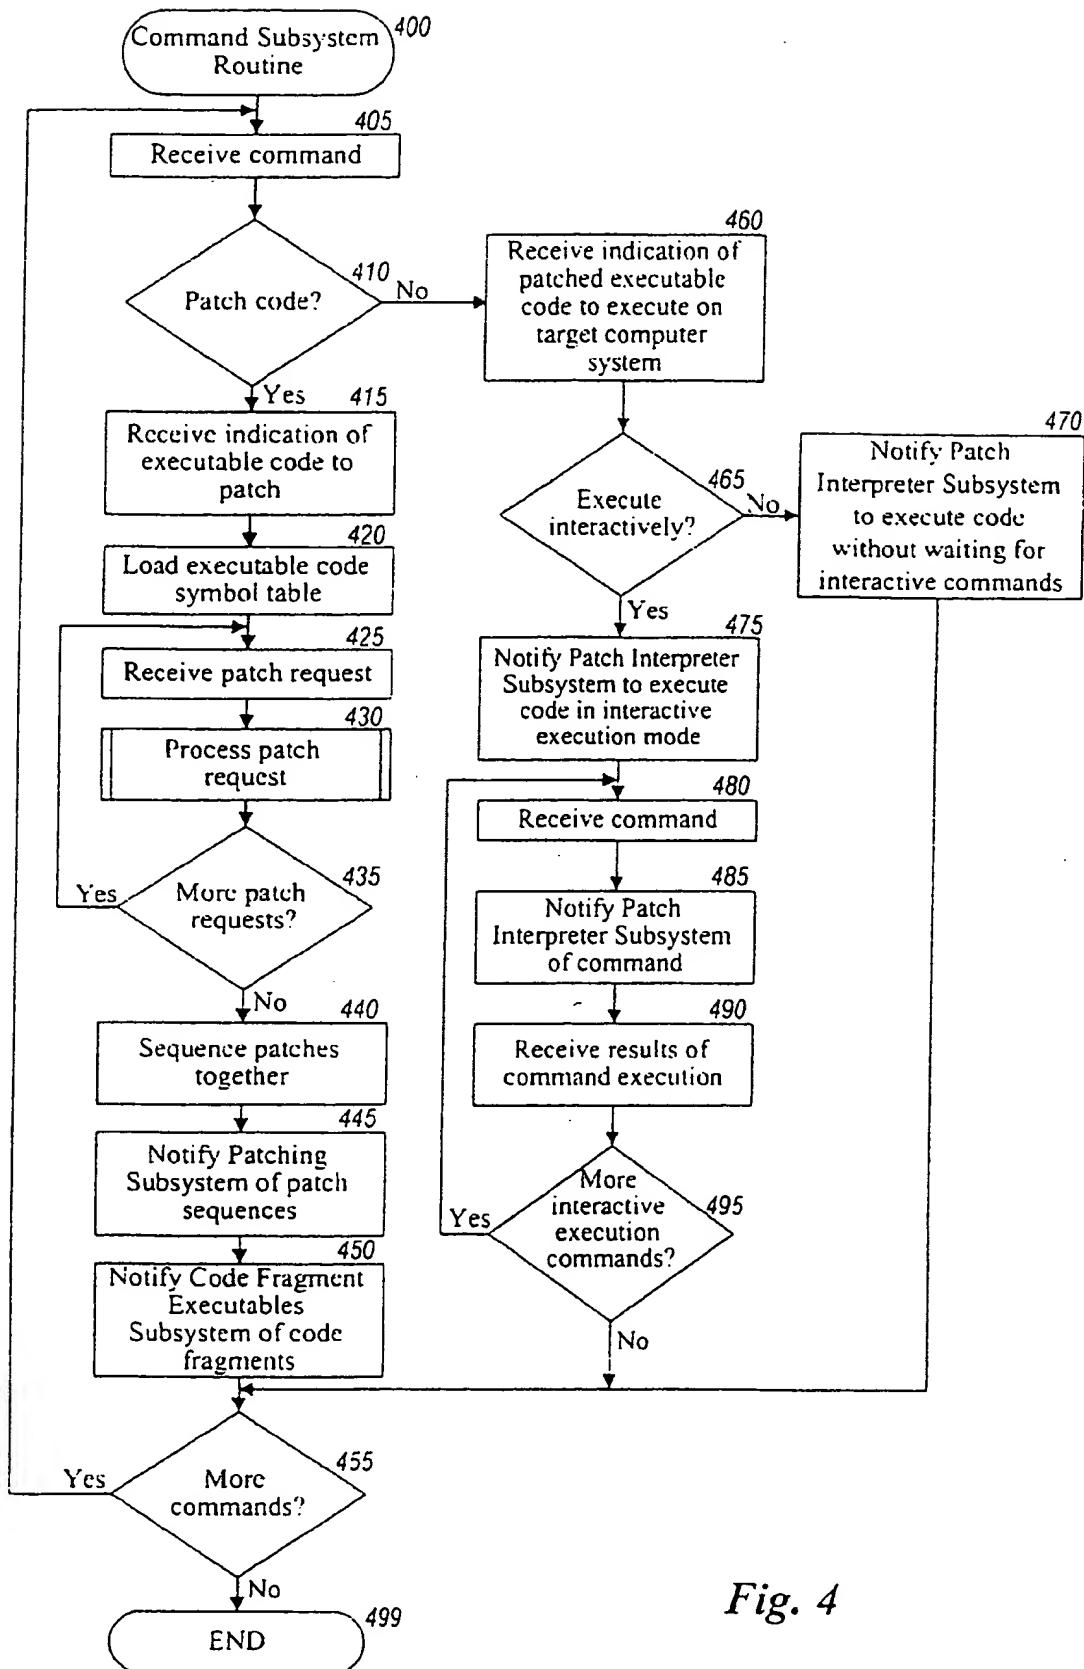 Command Subsystem
Routine
400
405
Receive command
410
Patch code?
No
Yes
415
Receive indication of
executable code to
patch
420
Load executable code
symbol table
425
Receive patch request
430
Process patch
request
435
More patch
requests?
Yes
No
440
Sequence patches
together
445
Notify Patching
Subsystem of patch
sequences
450
Notify Code Fragment
Executables
Subsystem of code
fragments
455
More
commands?
Yes
No
499
END
460
Receive indication of
patched executable
code to execute on
target computer
system
465
Execute
interactively?
No
Yes
470
Notify Patch
Interpreter Subsystem
to execute code
without waiting for
interactive commands
475
Notify Patch Interpreter
Subsystem to execute
code in interactive
execution mode
480
Receive command
485
Notify Patch
Interpreter Subsystem
of command
490
Receive results of
command execution
495
More
interactive
execution
commands?
Yes
No
Fig. 4